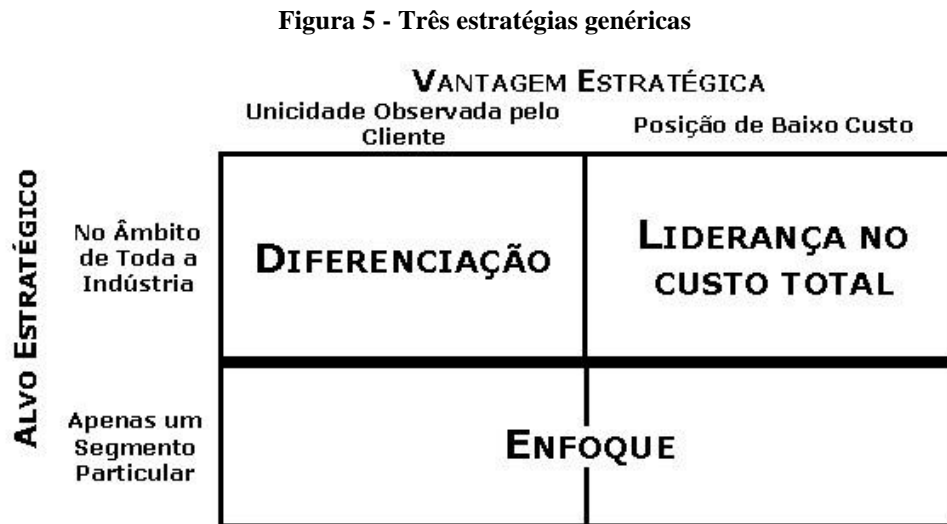 Figura 5 - Três estratégias genéricas
VANTAGEM ESTRATÉGICA
Unicidade Observada pelo
Cliente
Posição de Baixo Custo
ALVO ESTRATÉGICO
No Âmbito
de Toda a
Indústria
DIFERENCIAÇÃO
LIDERANÇA NO
CUSTO TOTAL
Apenas um
Segmento
Particular
ENFOQUE